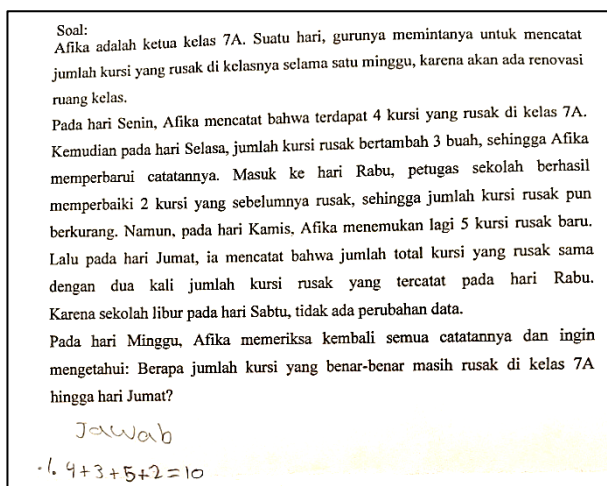 Soal:
Afika adalah ketua kelas 7A. Suatu hari, gurunya memintanya untuk mencatat
jumlah kursi yang rusak di kelasnya selama satu minggu, karena akan ada renovasi
ruang kelas.
Pada hari Senin, Afika mencatat bahwa terdapat 4 kursi yang rusak di kelas 7A.
Kemudian pada hari Selasa, jumlah kursi rusak bertambah 3 buah, sehingga Afika
memperbarui catatannya. Masuk ke hari Rabu, petugas sekolah berhasil
memperbaiki 2 kursi yang sebelumnya rusak, sehingga jumlah kursi rusak pun
berkurang. Namun, pada hari Kamis, Afika menemukan lagi 5 kursi rusak baru.
Lalu pada hari Jumat, ia mencatat bahwa jumlah total kursi yang rusak sama
dengan dua kali jumlah kursi rusak yang tercatat pada hari Rabu.
Karena sekolah libur pada hari Sabtu, tidak ada perubahan data.
Pada hari Minggu, Afika memeriksa kembali semua catatannya dan ingin
mengetahui: Berapa jumlah kursi yang benar-benar masih rusak di kelas 7A
hingga hari Jumat?
Jawab
4+3+5+2=10